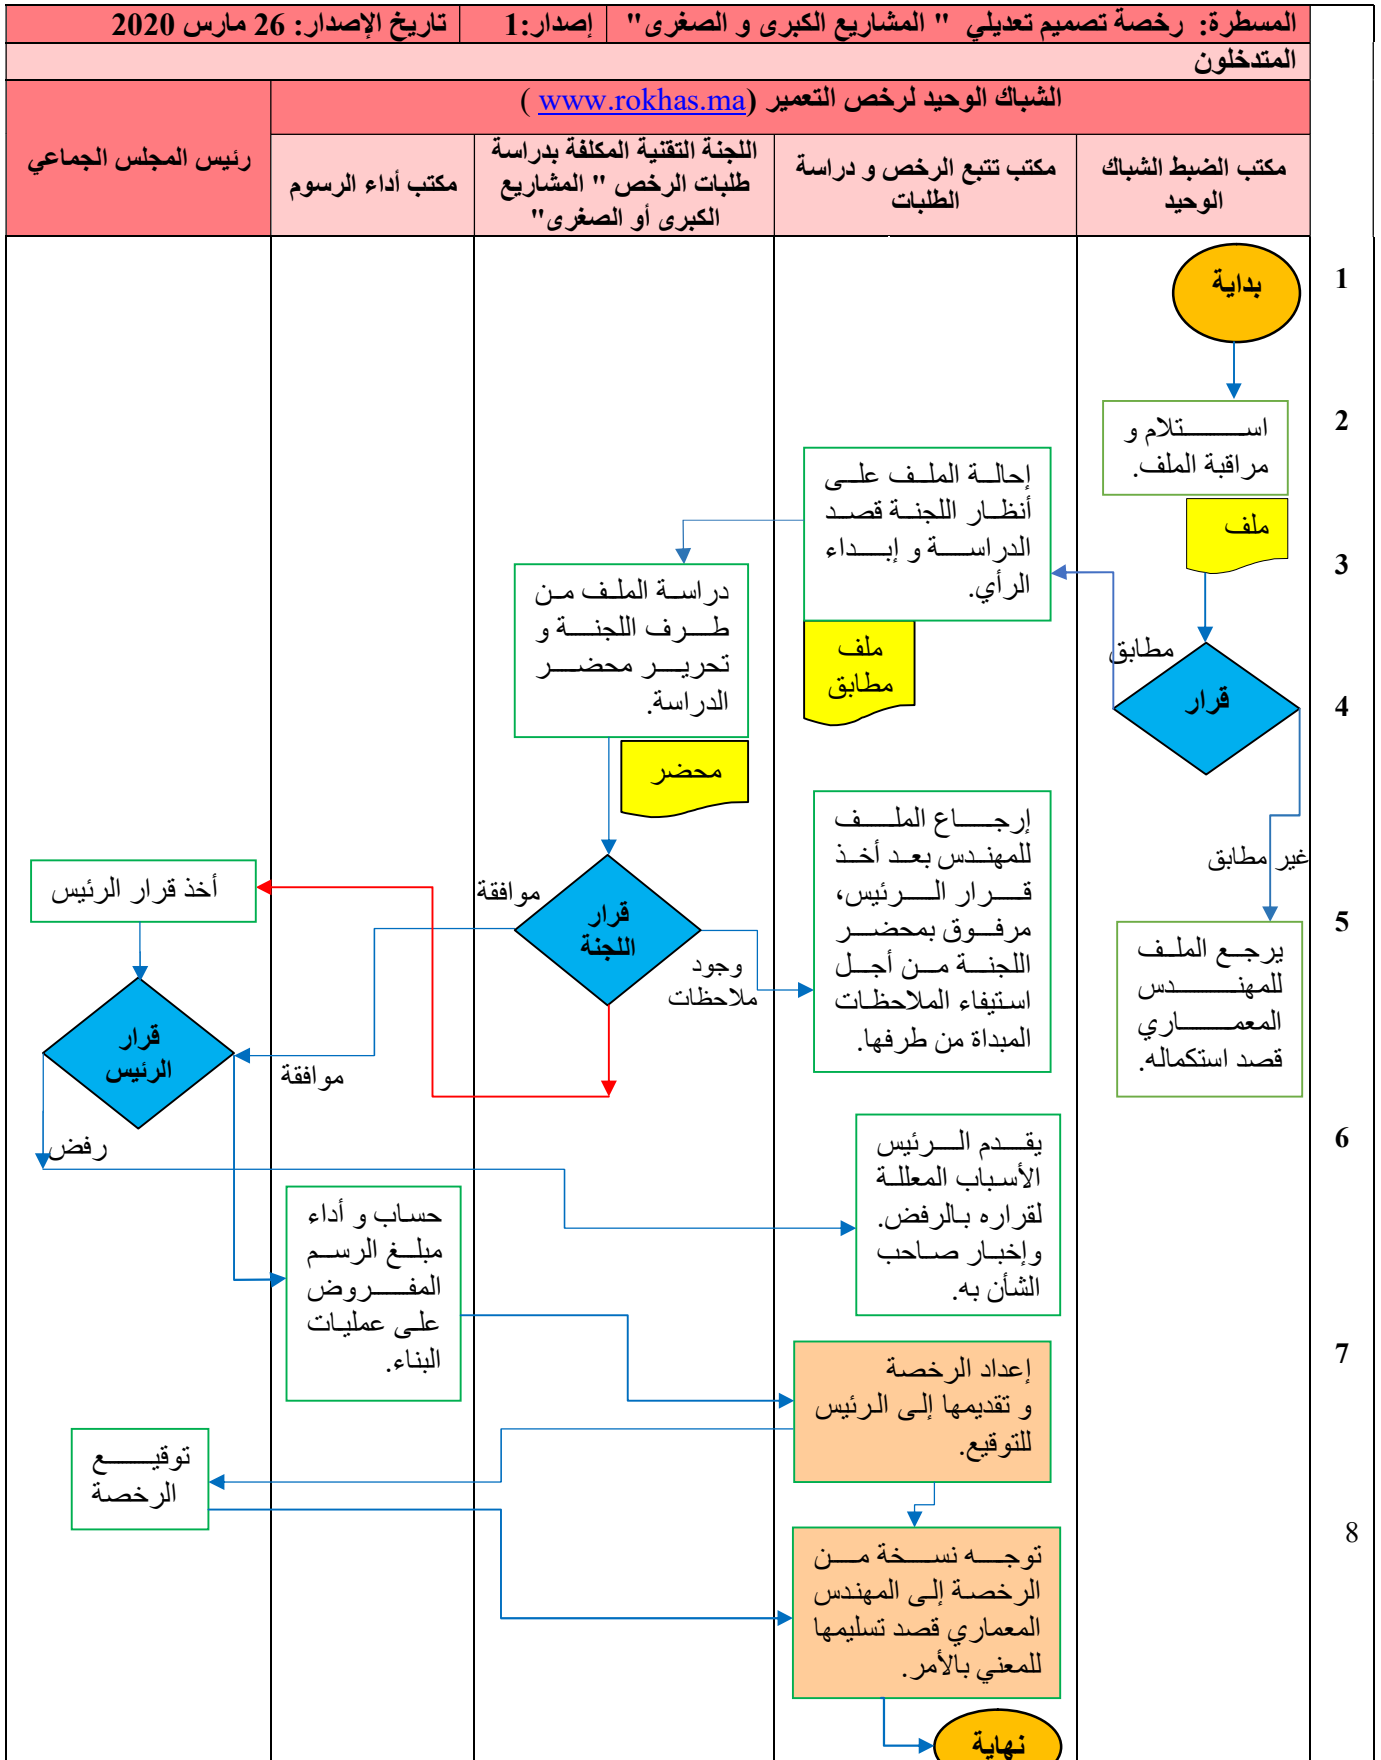 المسطرة: رخصة تصميم تعديلي " المشاريع الكبرى و الصغرى"
إصدار:1
تاريخ الإصدار: 26 مارس 2020
المتدخلون
الشباك الوحيد لرخص التعمير (www.rokhas.ma )
رئيس المجلس الجماعي
مكتب الضبط الشباك
الوحيد
مكتب تتبع الرخص و دراسة
الطلبات
اللجنة التقنية المكلفة بدراسة
طلبات الرخص " المشاريع
الكبرى أو الصغرى"
مكتب أداء الرسوم
1
بداية
2
استلام و
مراقبة الملف.
ملف
إحالة الملف على
أنظار اللجنة قصد
الدراسة و إبداء
الرأي.
3
ملف
مطابق
دراسة الملف من
طرف اللجنة و
تحرير محضر
الدراسة.
محضر
مطابق
4
قرار
غير مطابق
إرجاع الملف
للمهندس بعد أخذ
قرار الرئيس،
مرفوق بمحضر
اللجنة من أجل
استيفاء الملاحظات
المبداة من طرفها.
موافقة
قرار
اللجنة
وجود
ملاحظات
أخذ قرار الرئيس
5
يرجع الملف
للمهندس
المعماري
قصد استكماله.
قرار
الرئيس
موافقة
رفض
6
يقدم الرئيس
الأسباب المعللة
لقراره بالرفض.
وإخبار صاحب
الشأن به.
حساب و أداء
مبلغ الرسم
المفروض
على عمليات
البناء.
7
إعداد الرخصة
و تقديمها إلى الرئيس
للتوقيع.
توقيع
الرخصة
8
توجه نسخة من
الرخصة إلى المهندس
المعماري قصد تسليمها
للمعني بالأمر.
نهاية